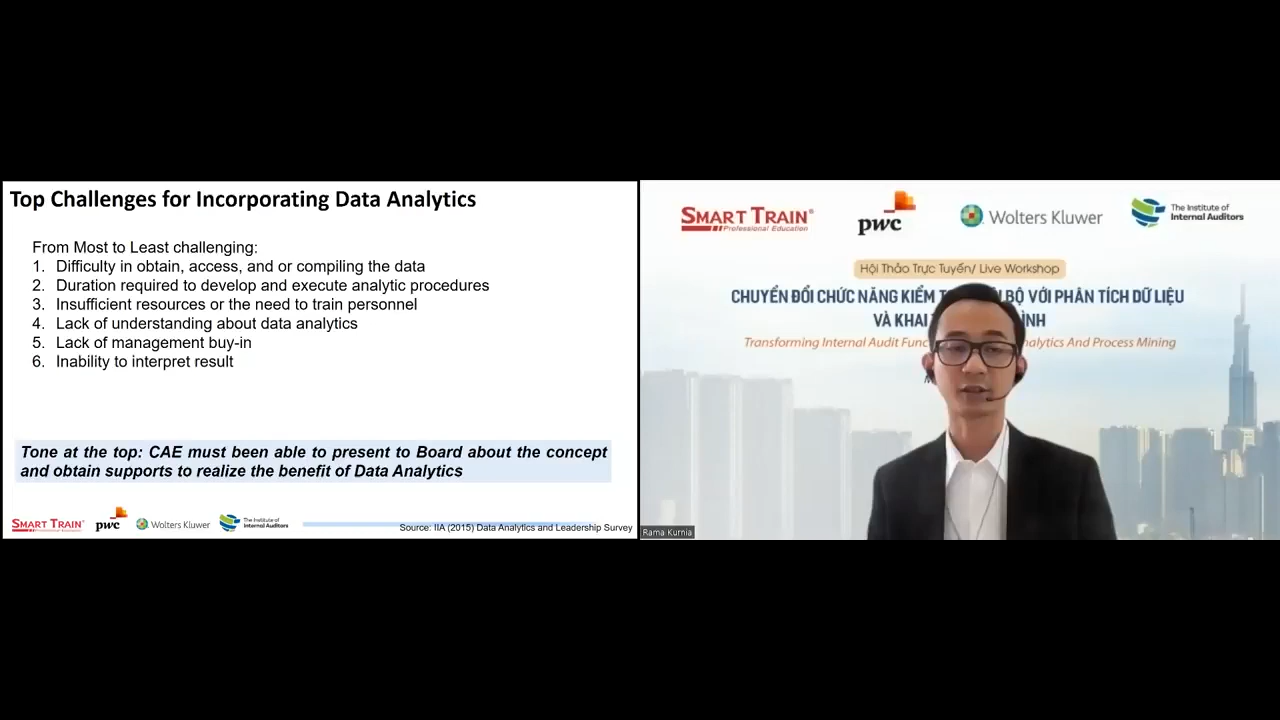 Top Challenges for Incorporating Data Analytics
From Most to Least challenging:
1. Difficulty in obtain, access, and or compiling the data
2. Duration required to develop and execute analytic procedures
3. Insufficient resources or the need to train personnel
4. Lack of understanding about data analytics
5. Lack of management buy-in
6. Inability to interpret result
Tone at the top: CAE must been able to present to Board about the concept
and obtain supports to realize the benefit of Data Analytics
SMART TRAIN
pwc
Wolters Kluwer
The Institute of
Internal Auditors
Source: IIA (2015) Data Analytics and Leadership Survey
SMART TRAIN®
Professional Education
pwc
Wolters Kluwer
The Institute of
Internal Auditors
Hội Thảo Trực Tuyến/ Live Workshop
CHUYỂN ĐỔI CHỨC NĂNG KIỂM BỘ VỚI PHÂN TÍCH DỮ LIỆU
VÀ KHAI
Transforming Internal Audit Analytics And Process Mining
Rama Kurnia